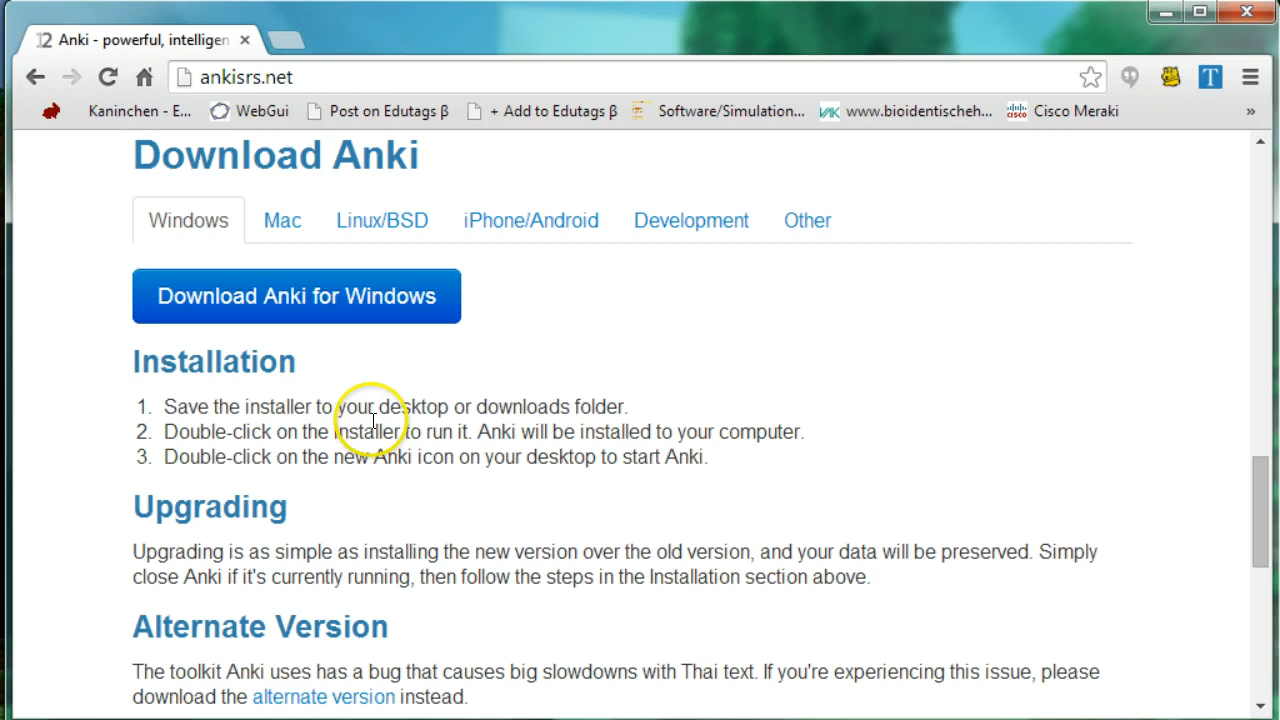 12 Anki - powerful, intelligen
ankisrs.net
Kaninchen - E... WebGui Post on Edutags β + Add to Edutags β Software/Simulation... www.bioidentischeh... Cisco Meraki »
Download Anki
Windows Mac Linux/BSD iPhone/Android Development Other
Download Anki for Windows
Installation
1. Save the installer to your desktop or downloads folder.
2. Double-click on the installer to run it. Anki will be installed to your computer.
3. Double-click on the new Anki icon on your desktop to start Anki.
Upgrading
Upgrading is as simple as installing the new version over the old version, and your data will be preserved. Simply
close Anki if it's currently running, then follow the steps in the Installation section above.
Alternate Version
The toolkit Anki uses has a bug that causes big slowdowns with Thai text. If you're experiencing this issue, please
download the alternate version instead.